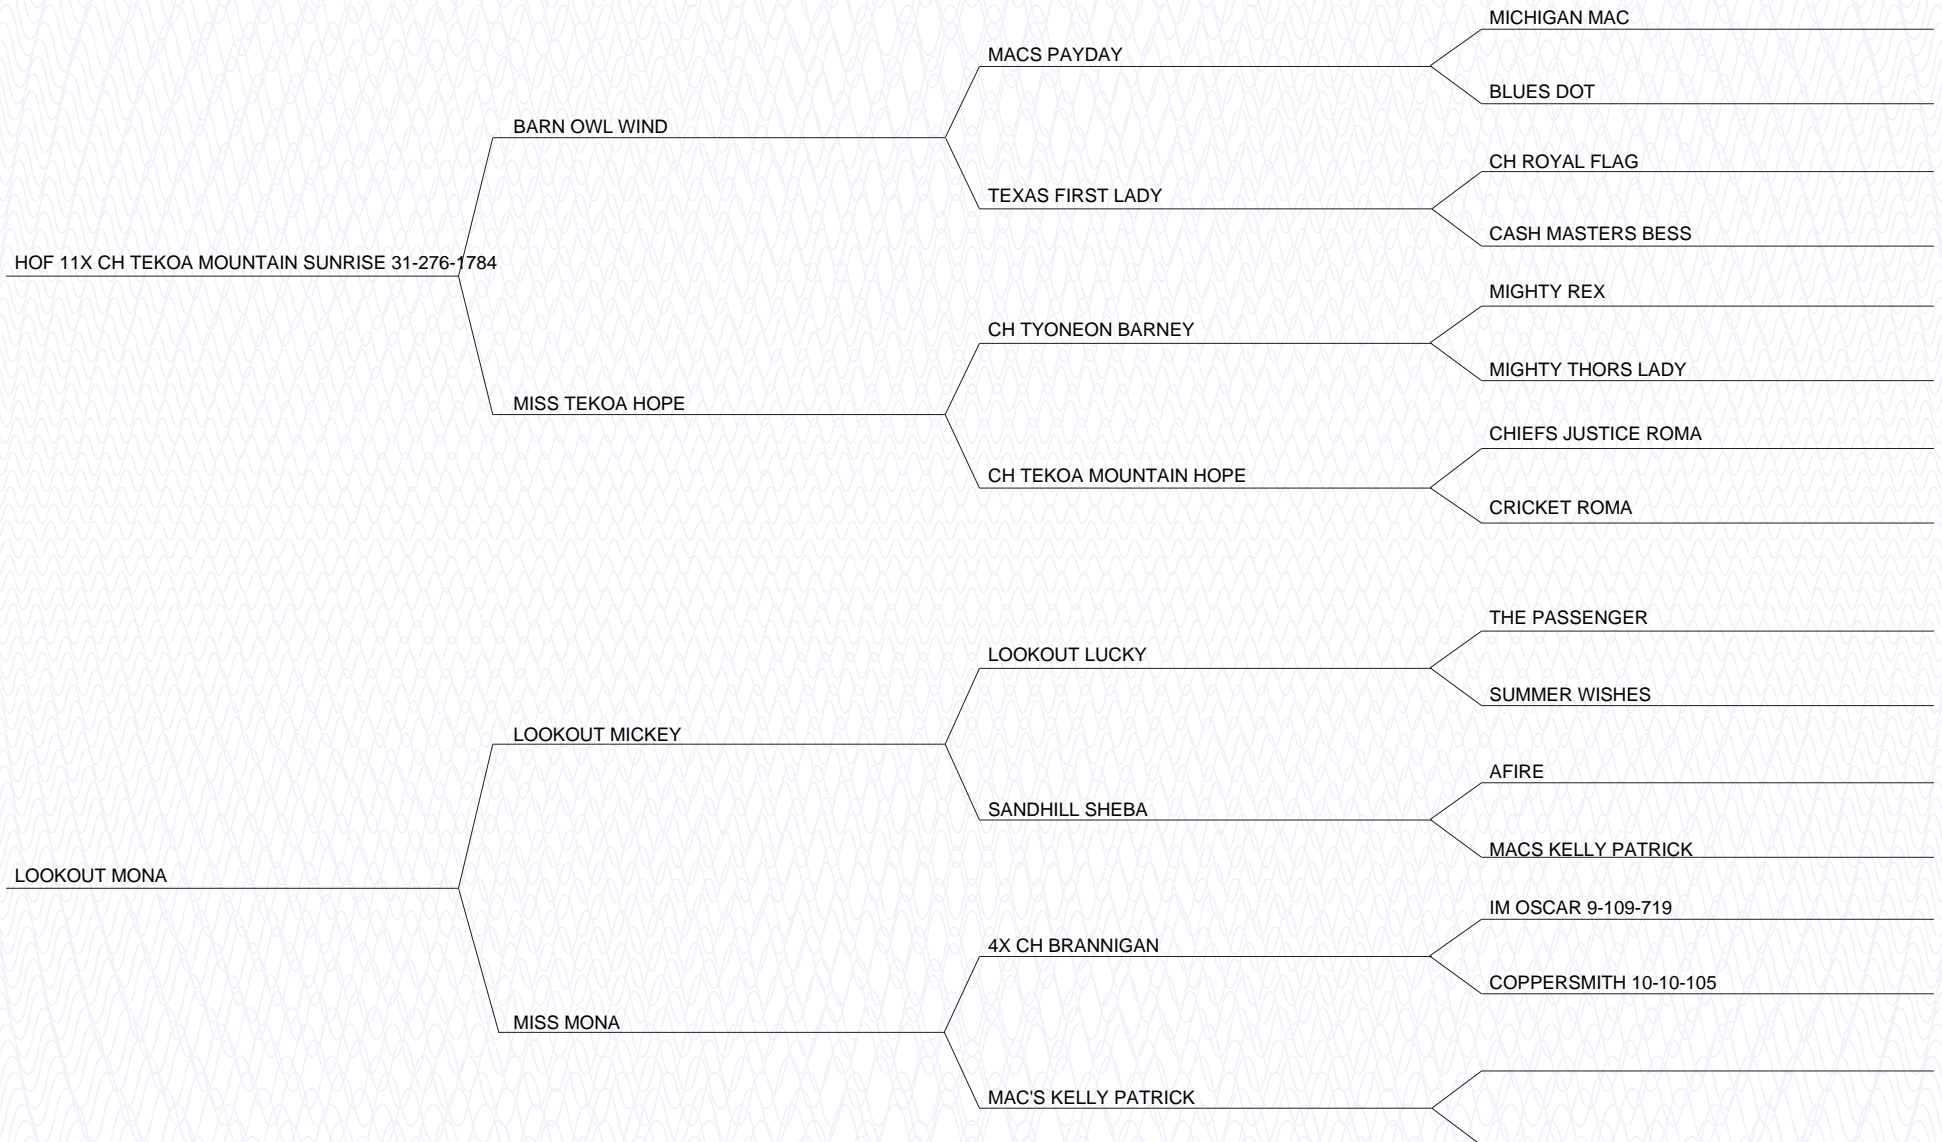 MICHIGAN MAC
MACS PAYDAY
BLUES DOT
BARN OWL WIND
CH ROYAL FLAG
TEXAS FIRST LADY
CASH MASTERS BESS
HOF 11X CH TEKOA MOUNTAIN SUNRISE 31-276-1784
MIGHTY REX
CH TYONEON BARNEY
MIGHTY THORS LADY
MISS TEKOA HOPE
CHIEFS JUSTICE ROMA
CH TEKOA MOUNTAIN HOPE
CRICKET ROMA
THE PASSENGER
LOOKOUT LUCKY
SUMMER WISHES
LOOKOUT MICKEY
AFIRE
SANDHILL SHEBA
MACS KELLY PATRICK
LOOKOUT MONA
IM OSCAR 9-109-719
4X CH BRANNIGAN
COPPERSMITH 10-10-105
MISS MONA
MAC'S KELLY PATRICK